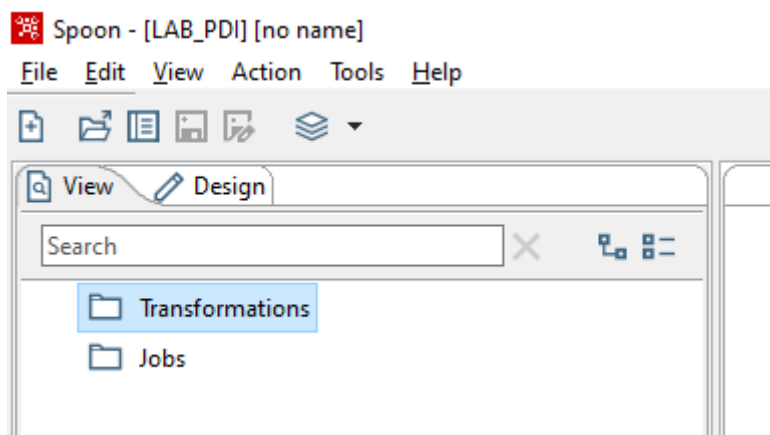 Spoon - [LAB_PDI] [no name]
File Edit View Action Tools Help
View Design
Search
Transformations
Jobs